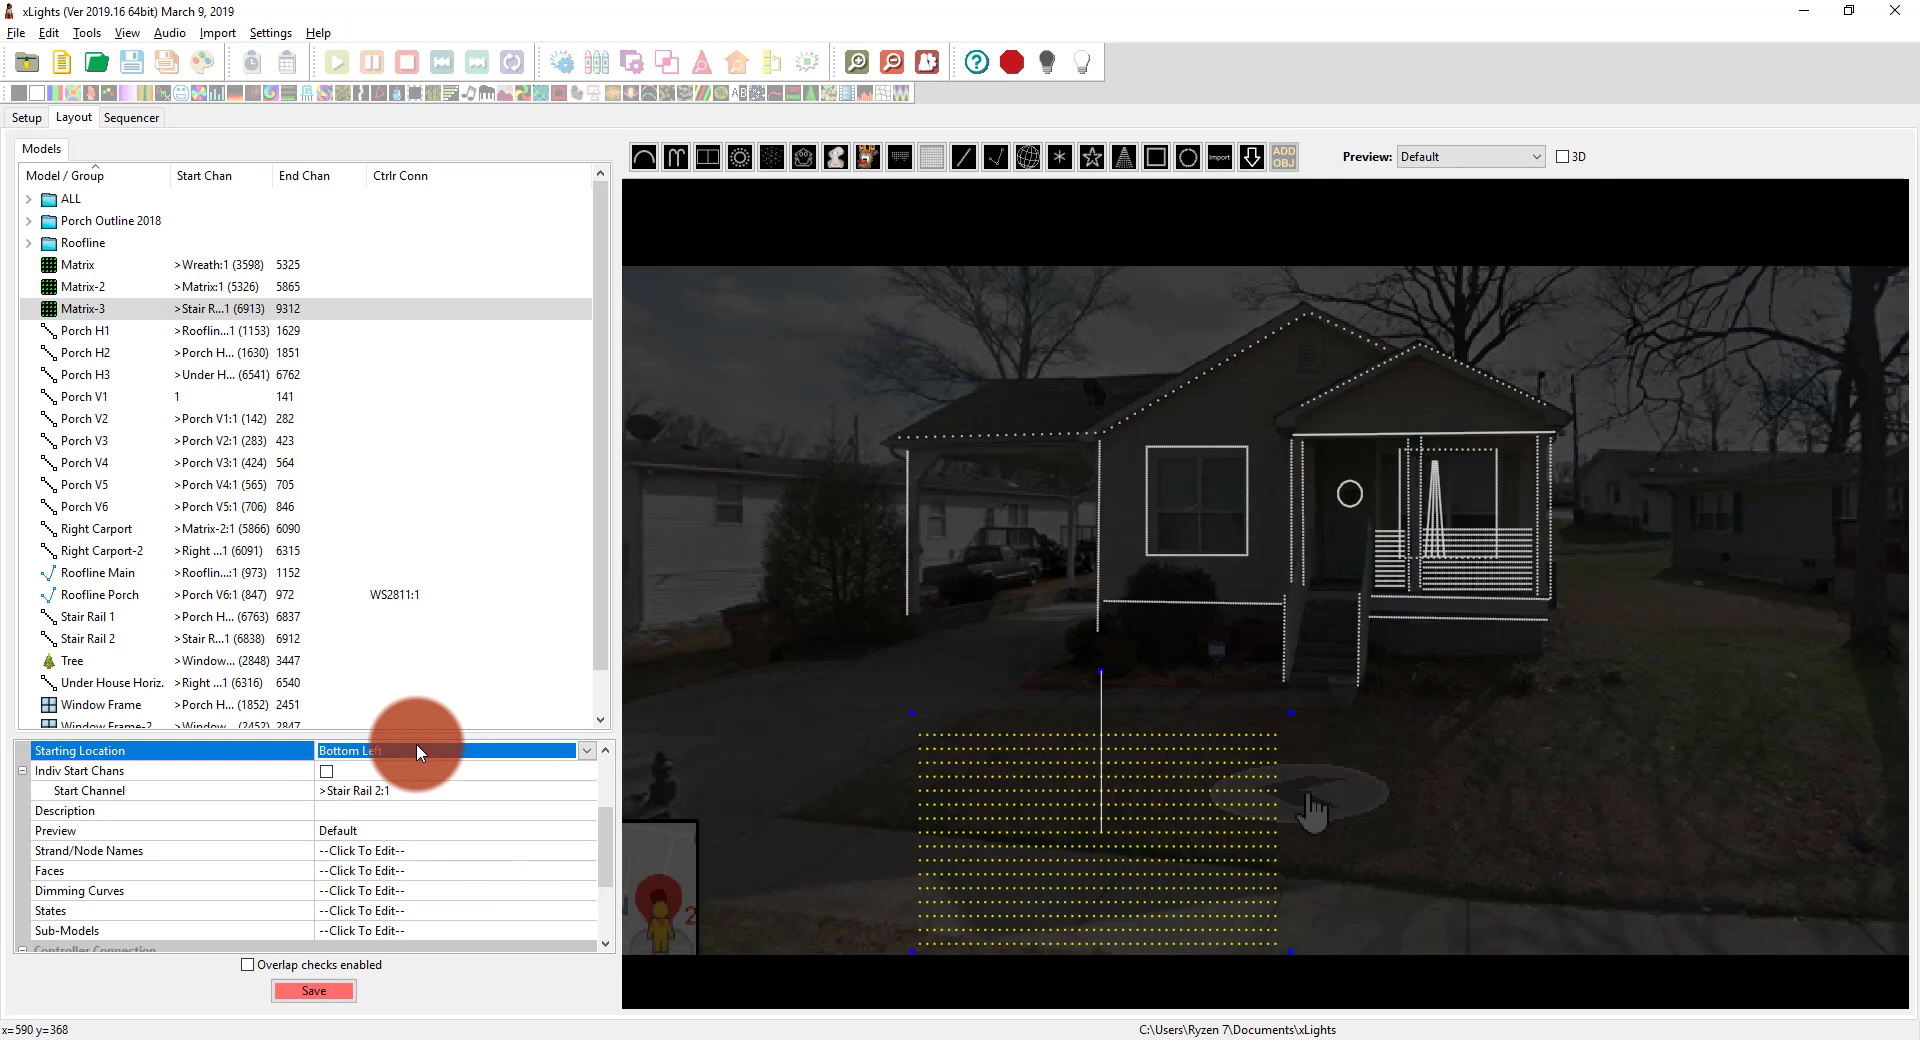 xLights (Ver 2019.16 64bit) March 9, 2019
File Edit Tools View Audio Import Settings Help
Setup Layout Sequencer
Models
Import ADD OBJ Preview: Default 3D
Model / Group Start Chan End Chan Ctrlr Conn
ALL
Porch Outline 2018
Roofline
Matrix >Wreath:1 (3598) 5325
Matrix-2 >Matrix:1 (5326) 5865
Matrix-3 >Stair R...1 (6913) 9312
Porch H1 >Rooflin...1 (1153) 1629
Porch H2 >Porch H... (1630) 1851
Porch H3 >Under H... (6541) 6762
Porch V1 1 141
Porch V2 >Porch V1:1 (142) 282
Porch V3 >Porch V2:1 (283) 423
Porch V4 >Porch V3:1 (424) 564
Porch V5 >Porch V4:1 (565) 705
Porch V6 >Porch V5:1 (706) 846
Right Carport >Matrix-2:1 (5866) 6090
Right Carport-2 >Right ...1 (6091) 6315
Roofline Main >Rooflin...:1 (973) 1152
Roofline Porch >Porch V6:1 (847) 972 WS2811:1
Stair Rail 1 >Porch H... (6763) 6837
Stair Rail 2 >Stair R...1 (6838) 6912
Tree >Window... (2848) 3447
Under House Horiz. >Right ...1 (6316) 6540
Window Frame >Porch H... (1852) 2451
Window Frame-2 >Window... (2452) 2847
Starting Location Bottom Left
Indiv Start Chans
Start Channel >Stair Rail 2:1
Description
Preview Default
Strand/Node Names --Click To Edit--
Faces --Click To Edit--
Dimming Curves --Click To Edit--
States --Click To Edit--
Sub-Models --Click To Edit--
Controller Connection
Overlap checks enabled
Save
2
x=590 y=368 C:\Users\Ryzen 7\Documents\xLights